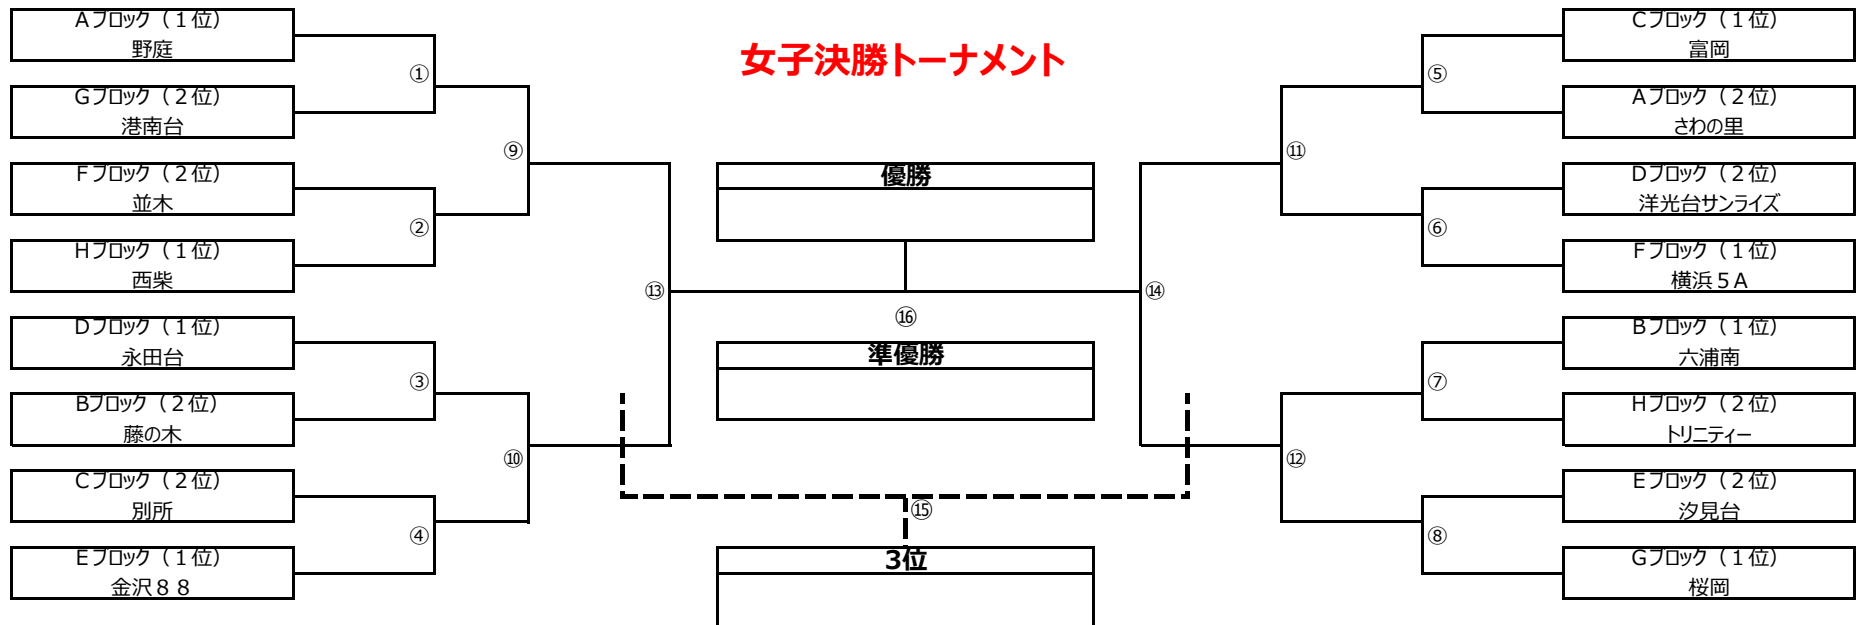 女子決勝トーナメント
Aブロック（１位）
野庭
①
Gブロック（２位）
港南台
⑨
Fブロック（２位）
並木
②
Hブロック（１位）
西柴
⑬
Dブロック（１位）
永田台
③
Bブロック（２位）
藤の木
⑩
Cブロック（２位）
別所
④
Eブロック（１位）
金沢８８
優勝
⑯
準優勝
⑮
3位
Cブロック（１位）
富岡
⑤
Aブロック（２位）
さわの里
⑪
Dブロック（２位）
洋光台サンライズ
⑥
Fブロック（１位）
横浜５A
⑭
Bブロック（１位）
六浦南
⑦
Hブロック（２位）
トリニティー
⑫
Eブロック（２位）
汐見台
⑧
Gブロック（１位）
桜岡